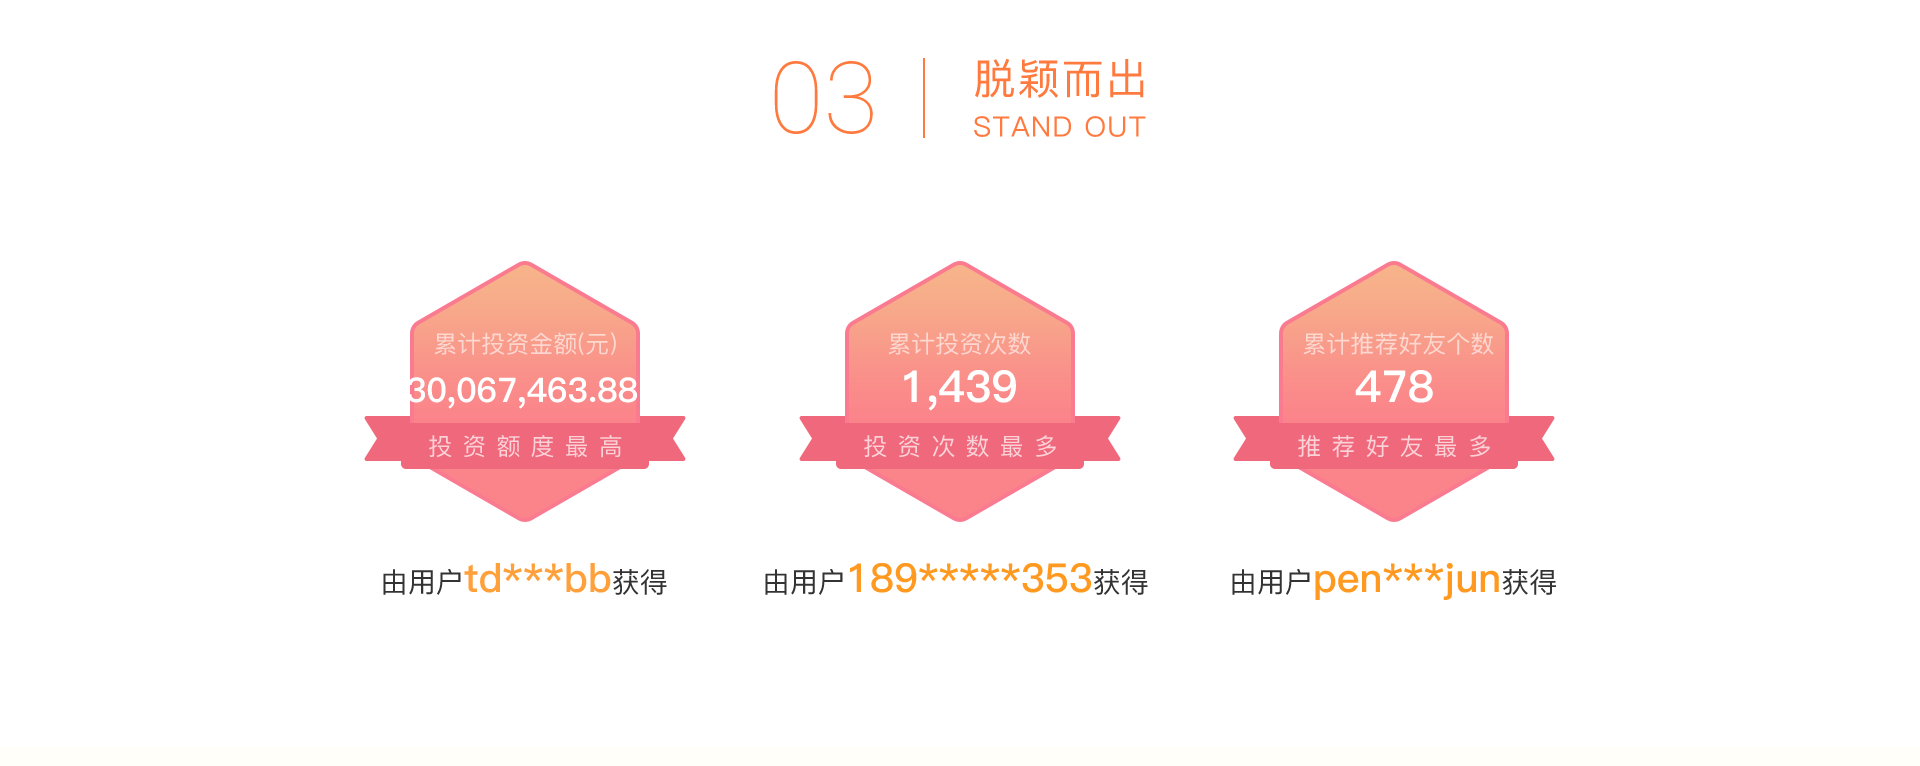 03
脱颖而出
STAND OUT
累计投资金额(元)
30,067,463.88
投资额度最高
由用户td***bb获得
累计投资次数
1,439
投资次数最多
由用户189*****353获得
累计推荐好友个数
478
推荐好友最多
由用户pen***jun获得